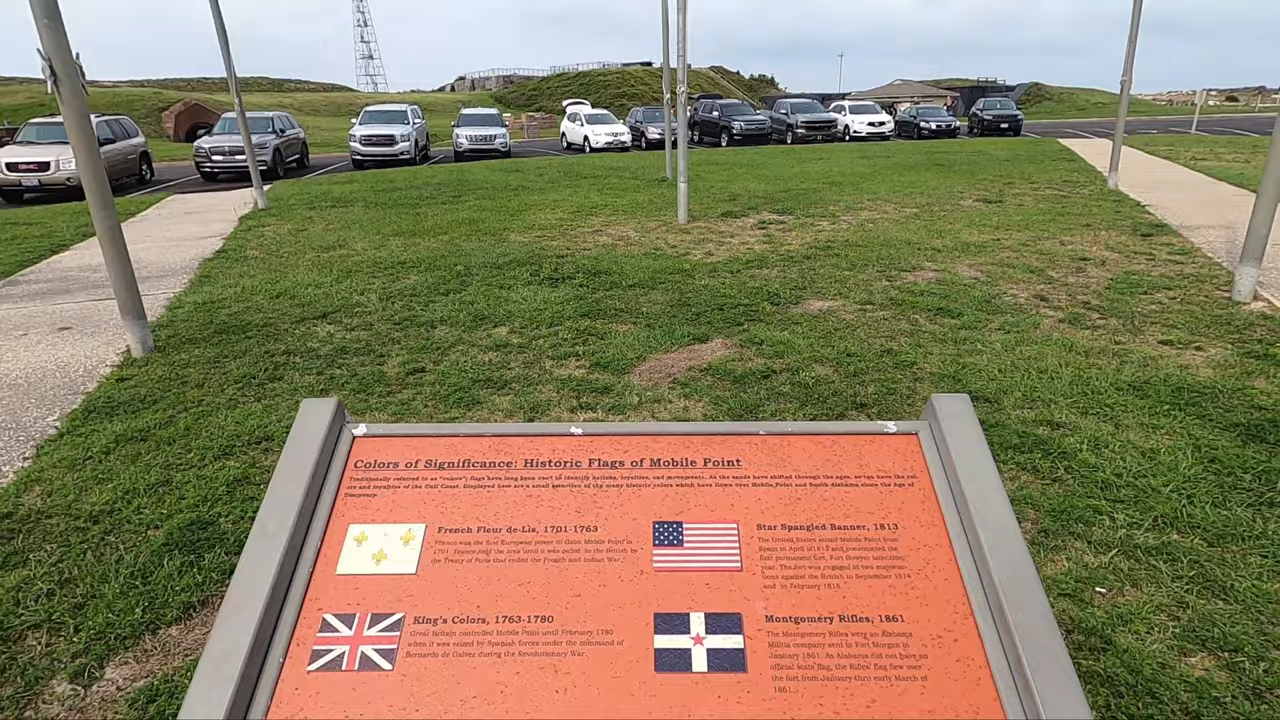 Colors of Significance: Historic Flags of Mobile Point
Traditionally referred to as "colors"; flags have long been used to identify nations, loyalties, and movements. As the sands have shifted through the ages, so too have the col-
ors and loyalties of the Gulf Coast. Displayed here are a small selection of the many historic colors which have flown over Mobile Point and South Alabama since the Age of
Discovery.
French Fleur de-Lis, 1701-1763
France was the first European power to claim Mobile Point in
1701. France held the area until it was ceded to the British by
the Treaty of Paris that ended the French and Indian War.
King's Colors, 1763-1780
Great Britain controlled Mobile Point until February 1780
when it was seized by Spanish forces under the command of
Bernardo de Galvez during the Revolutionary War.
Star Spangled Banner, 1813
The United States seized Mobile Point from
Spain in April of 1813 and constructed the
first permanent fort, Fort Bowyer later that
year. The fort was engaged in two major ac-
tions against the British in September 1814
and in February 1815.
Montgomery Rifles, 1861
The Montgomery Rifles were an Alabama
Militia company sent to Fort Morgan in
January 1861. As Alabama did not have an
official state flag, the Rifles' flag flew over
the fort from January thru early March of
1861.